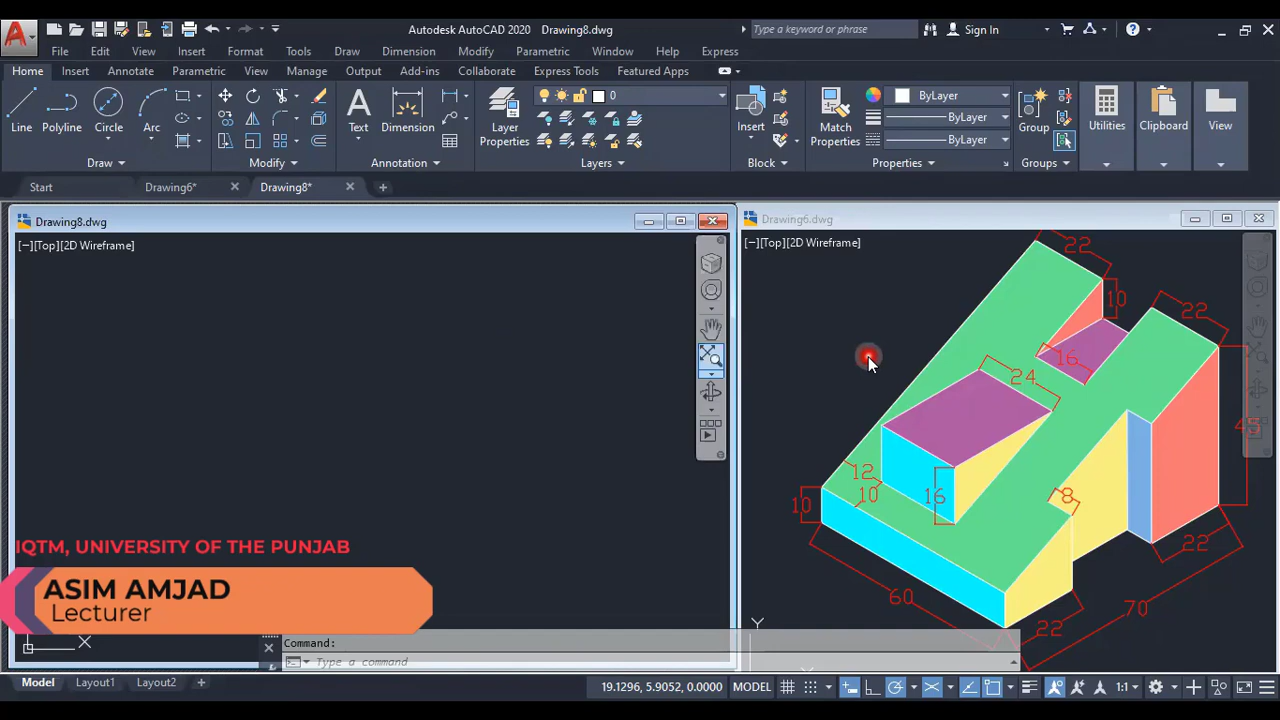 Autodesk AutoCAD 2020 Drawing8.dwg
Type a keyword or phrase
Sign In
File Edit View Insert Format Tools Draw Dimension Modify Parametric Window Help Express
Home Insert Annotate Parametric View Manage Output Add-ins Collaborate Express Tools Featured Apps
0
ByLayer
ByLayer
ByLayer
Line Polyline Circle Arc
Text Dimension
Layer Properties
Insert
Match Properties
Group
Utilities
Clipboard
View
Draw Modify Annotation Layers Block Properties Groups
Start Drawing6* Drawing8*
Drawing8.dwg
Drawing6.dwg
[−][Top][2D Wireframe]
[−][Top][2D Wireframe]
22
10
22
16
24
45
12
10
16
8
10
22
60
70
22
IQTM, UNIVERSITY OF THE PUNJAB
ASIM AMJAD
Lecturer
Y
X
Command:
Type a command
Model Layout1 Layout2
19.1296, 5.9052, 0.0000 MODEL 1:1